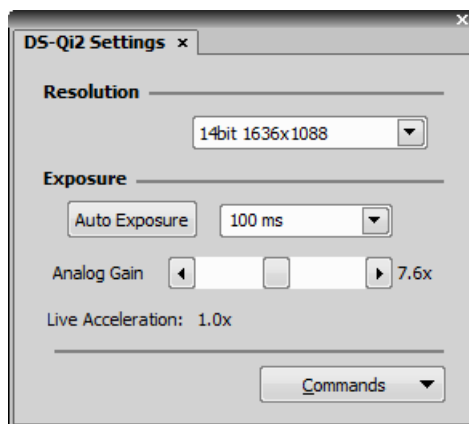 DS-Qi2 Settings
Resolution
14bit 1636x1088
Exposure
Auto Exposure 100 ms
Analog Gain 7.6x
Live Acceleration: 1.0x
Commands